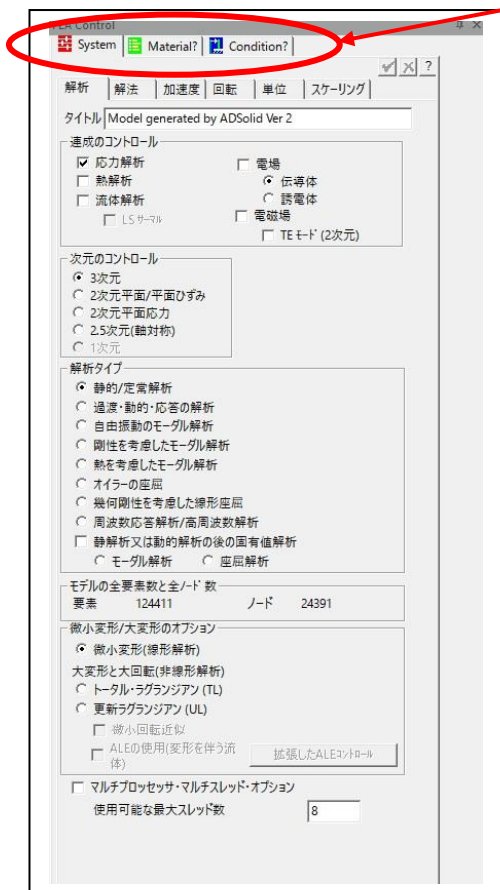 FEA Control
System Material? Condition?
?
解析 解法 加速度 回転 単位 スケーリング
タイトル Model generated by ADSolid Ver 2
連成のコントロール
応力解析 電場
熱解析 伝導体
流体解析 誘電体
LSサーマル 電磁場
TEモード(2次元)
次元のコントロール
3次元
2次元平面/平面ひずみ
2次元平面応力
2.5次元(軸対称)
1次元
解析タイプ
静的/定常解析
過渡・動的・応答の解析
自由振動のモーダル解析
剛性を考慮したモーダル解析
熱を考慮したモーダル解析
オイラーの座屈
幾何剛性を考慮した線形座屈
周波数応答解析/高周波数解析
静解析又は動的解析の後の固有値解析
モーダル解析 座屈解析
モデルの全要素数と全ノード数
要素 124411 ノード 24391
微小変形/大変形のオプション
微小変形(線形解析)
大変形と大回転(非線形解析)
トータル・ラグランジアン (TL)
更新ラグランジアン (UL)
微小回転近似
ALEの使用(変形を伴う流体) 拡張したALEコントロール
マルチプロセッサ・マルチスレッド・オプション
使用可能な最大スレッド数 8